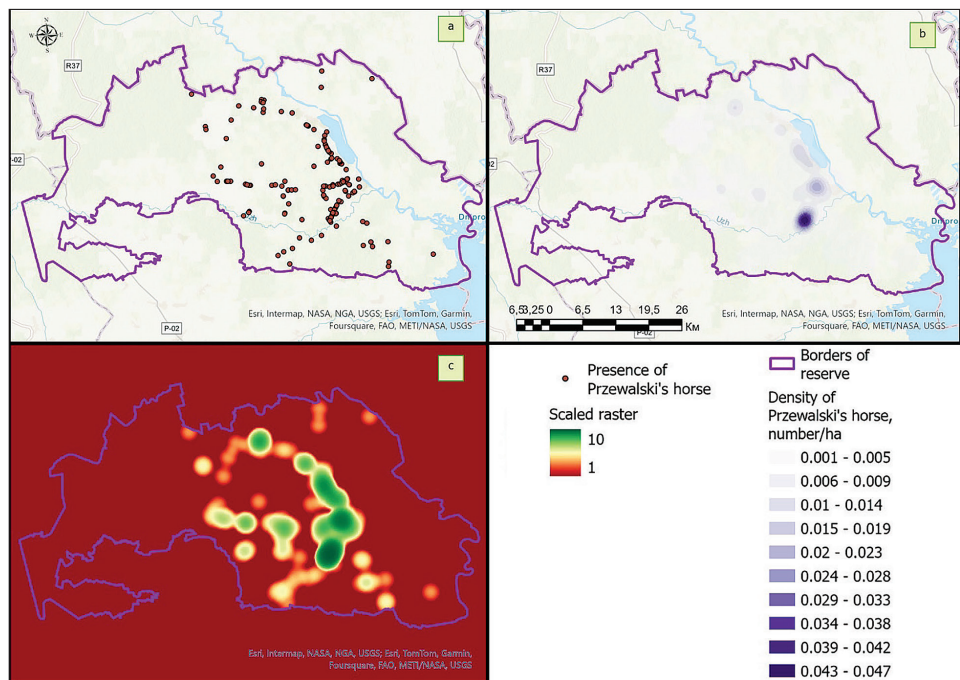 a
N
W E
S
R37
-02
Uzh
Dnipro
P-02
Esri, Intermap, NASA, NGA, USGS; Esri, TomTom, Garmin,
Foursquare, FAO, METI/NASA, USGS
b
R37
-02
Uzh
Dnipro
6,53,25 0 6,5 13 19,5 26
Км
P-02
Esri, Intermap, NASA, NGA, USGS; Esri, TomTom, Garmin,
Foursquare, FAO, METI/NASA, USGS
c
Esri, Intermap, NASA, NGA, USGS; Esri, TomTom, Garmin,
Foursquare, FAO, METI/NASA, USGS
Presence of
Przewalski's horse
Scaled raster
10
1
Borders of
reserve
Density of
Przewalski's horse,
number/ha
0.001 - 0.005
0.006 - 0.009
0.01 - 0.014
0.015 - 0.019
0.02 - 0.023
0.024 - 0.028
0.029 - 0.033
0.034 - 0.038
0.039 - 0.042
0.043 - 0.047